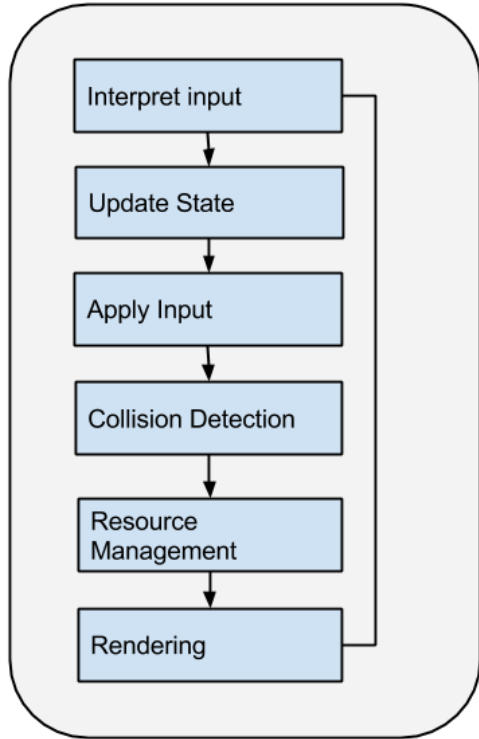 Interpret input
Update State
Apply Input
Collision Detection
Resource
Management
Rendering